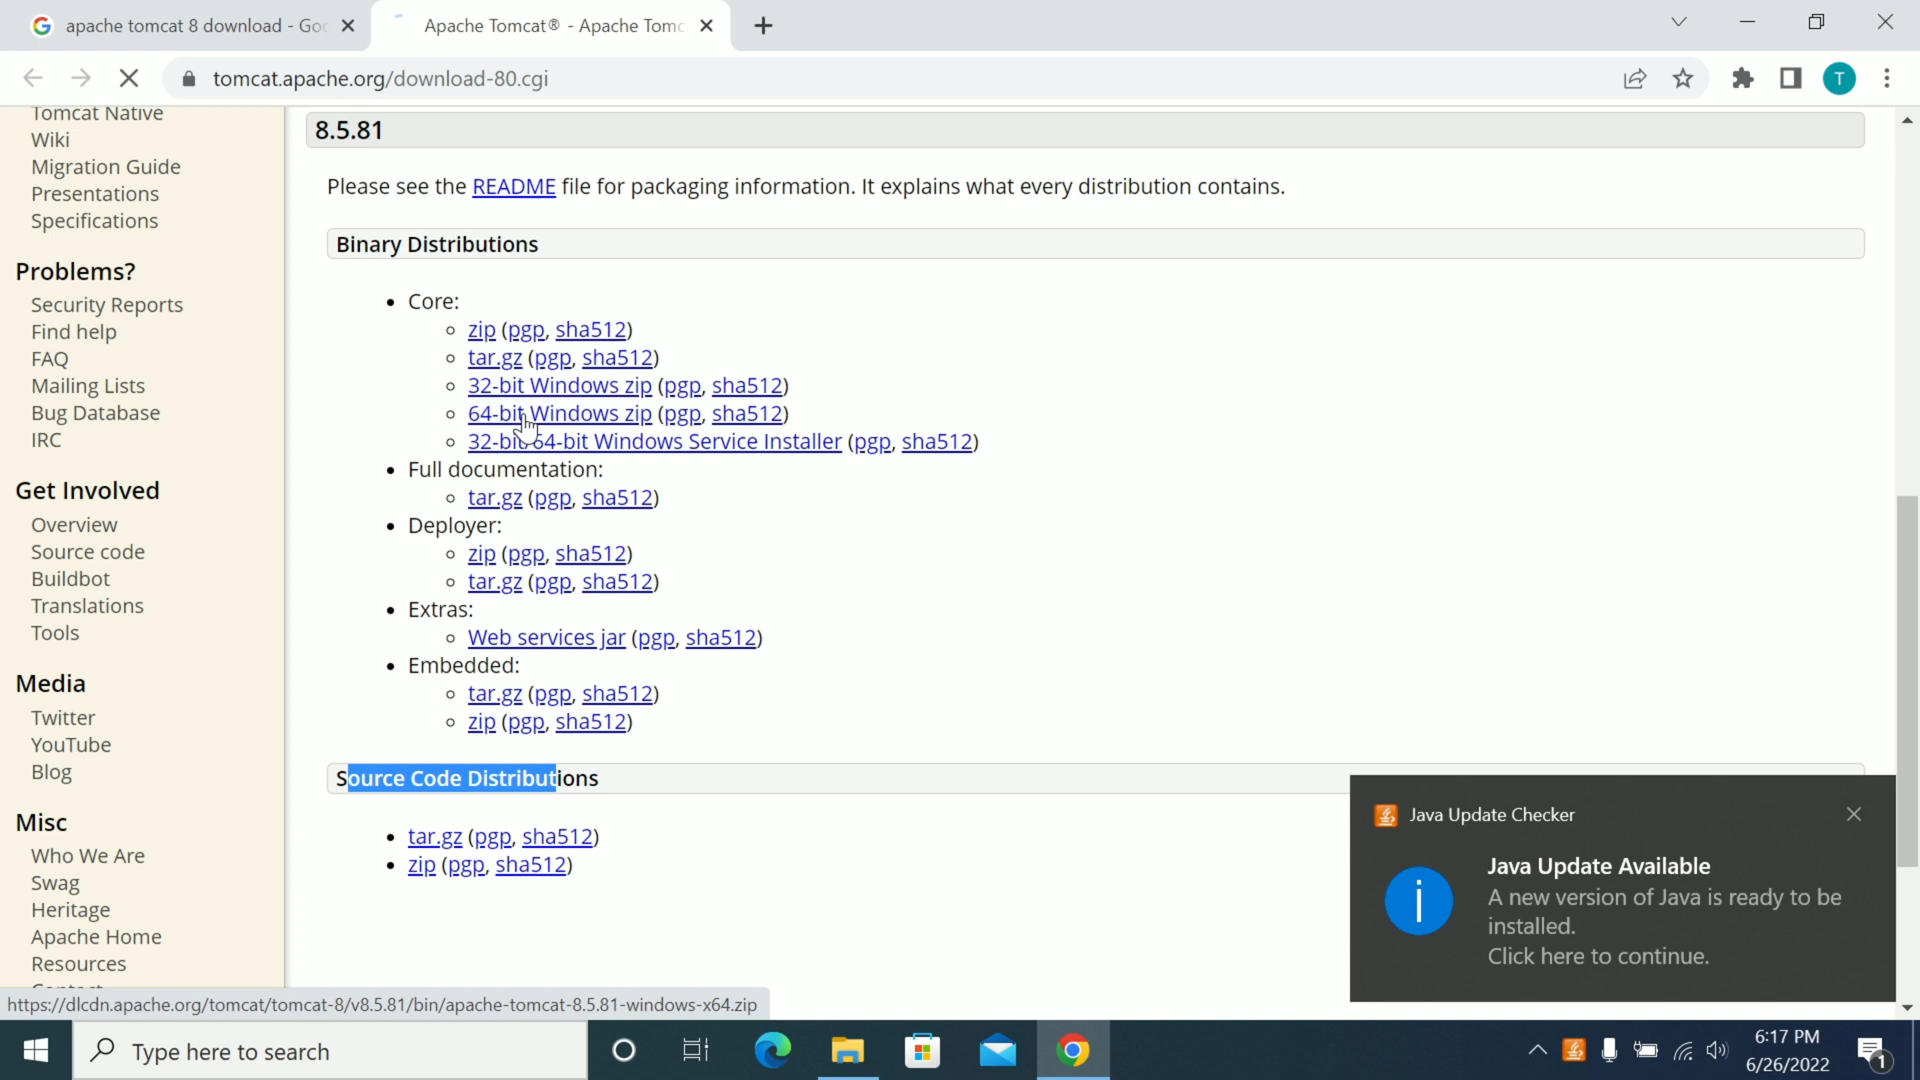 apache tomcat 8 download - Goo
Apache Tomcat® - Apache Tomc
tomcat.apache.org/download-80.cgi
T
Tomcat Native
Wiki
Migration Guide
Presentations
Specifications
Problems?
Security Reports
Find help
FAQ
Mailing Lists
Bug Database
IRC
Get Involved
Overview
Source code
Buildbot
Translations
Tools
Media
Twitter
YouTube
Blog
Misc
Who We Are
Swag
Heritage
Apache Home
Resources
8.5.81
Please see the README file for packaging information. It explains what every distribution contains.
Binary Distributions
Core:
zip (pgp, sha512)
tar.gz (pgp, sha512)
32-bit Windows zip (pgp, sha512)
64-bit Windows zip (pgp, sha512)
32-bit/64-bit Windows Service Installer (pgp, sha512)
Full documentation:
tar.gz (pgp, sha512)
Deployer:
zip (pgp, sha512)
tar.gz (pgp, sha512)
Extras:
Web services jar (pgp, sha512)
Embedded:
tar.gz (pgp, sha512)
zip (pgp, sha512)
Source Code Distributions
tar.gz (pgp, sha512)
zip (pgp, sha512)
Java Update Checker
Java Update Available
A new version of Java is ready to be
installed.
Click here to continue.
https://dlcdn.apache.org/tomcat/tomcat-8/v8.5.81/bin/apache-tomcat-8.5.81-windows-x64.zip
Type here to search
6:17 PM
6/26/2022
1